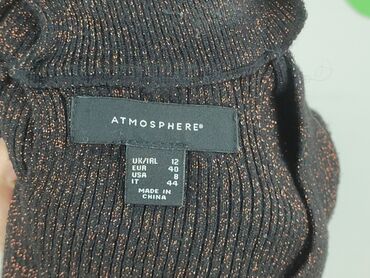 ATMOSPHERE®
UK/IRL 12
EUR 40
USA 8
IT 44
MADE IN
CHINA